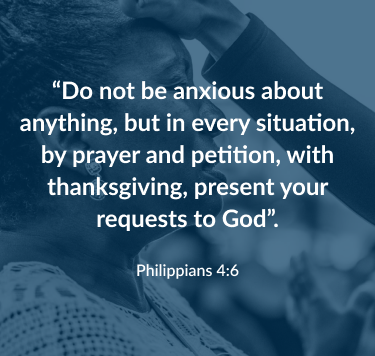 “Do not be anxious about
anything, but in every situation,
by prayer and petition, with
thanksgiving, present your
requests to God”.
Philippians 4:6